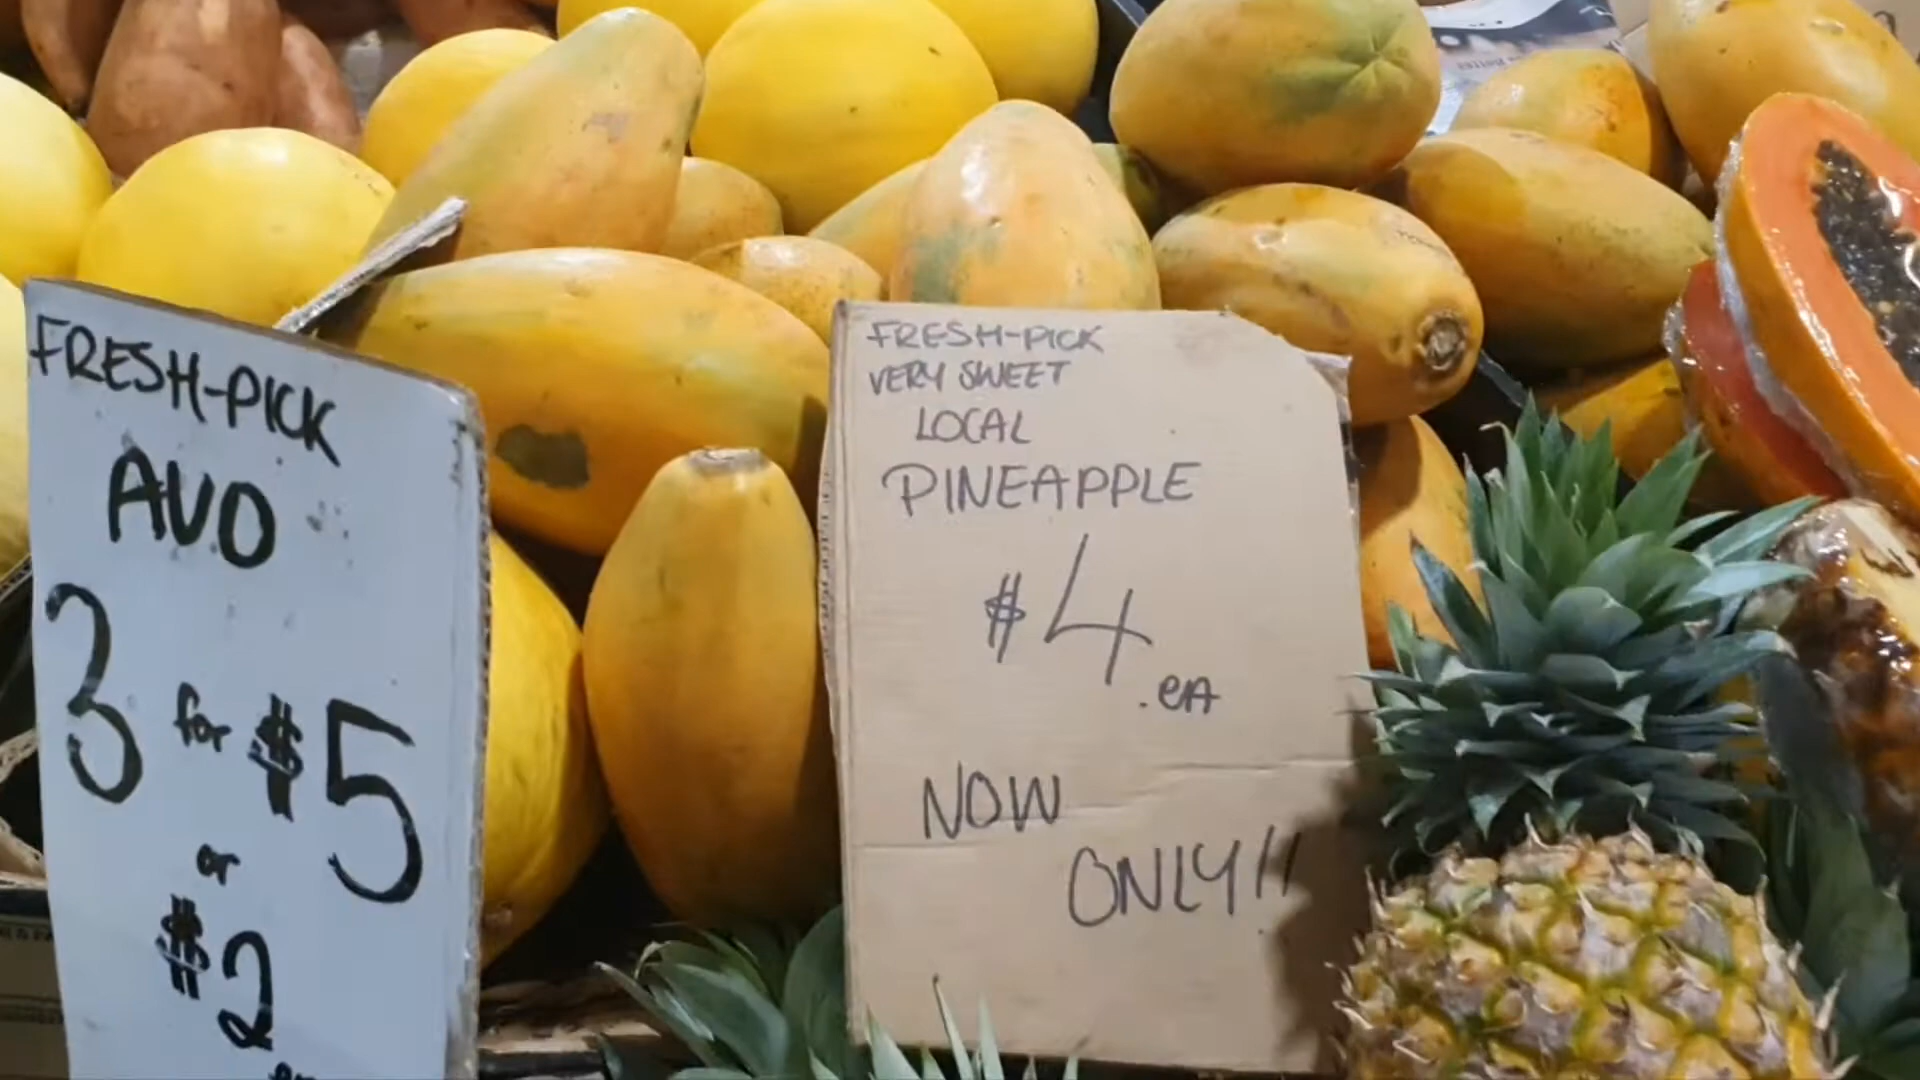 FRESH-PICK
AVO
3 for $5
or
$2
FRESH-PICK
VERY SWEET
LOCAL
PINEAPPLE
$4.eA
NOW
ONLY!!